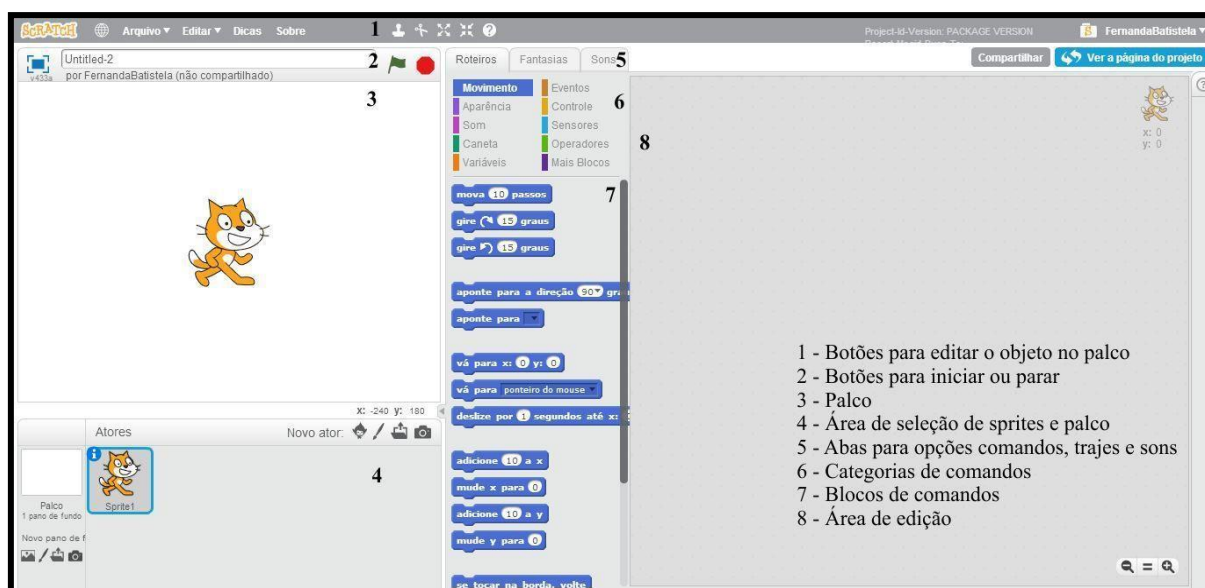 SCRATCH Arquivo▼ Editar▼ Dicas Sobre 1
Project-Id-Version: PACKAGE VERSION
FernandaBatistela ▼
v433a
Untitled-2
por FernandaBatistela (não compartilhado)
2
3
Roteiros Fantasias Sons 5
Compartilhar Ver a página do projeto
Movimento Eventos
Aparência Controle 6
Som Sensores
Caneta Operadores
Variáveis Mais Blocos
8
x: 0
y: 0
mova 10 passos 7
gire 15 graus
gire 15 graus
aponte para a direção 90▼ gra
aponte para
vá para x: 0 y: 0
vá para ponteiro do mouse
deslize por 1 segundos até x:
adicione 10 a x
mude x para 0
adicione 10 a y
mude y para 0
se tocar na borda, volte
X: -240 y: 180
Atores Novo ator:
4
Palco
1 pano de fundo
Sprite1
Novo pano de f
1 - Botões para editar o objeto no palco
2 - Botões para iniciar ou parar
3 - Palco
4 - Área de seleção de sprites e palco
5 - Abas para opções comandos, trajes e sons
6 - Categorias de comandos
7 - Blocos de comandos
8 - Área de edição